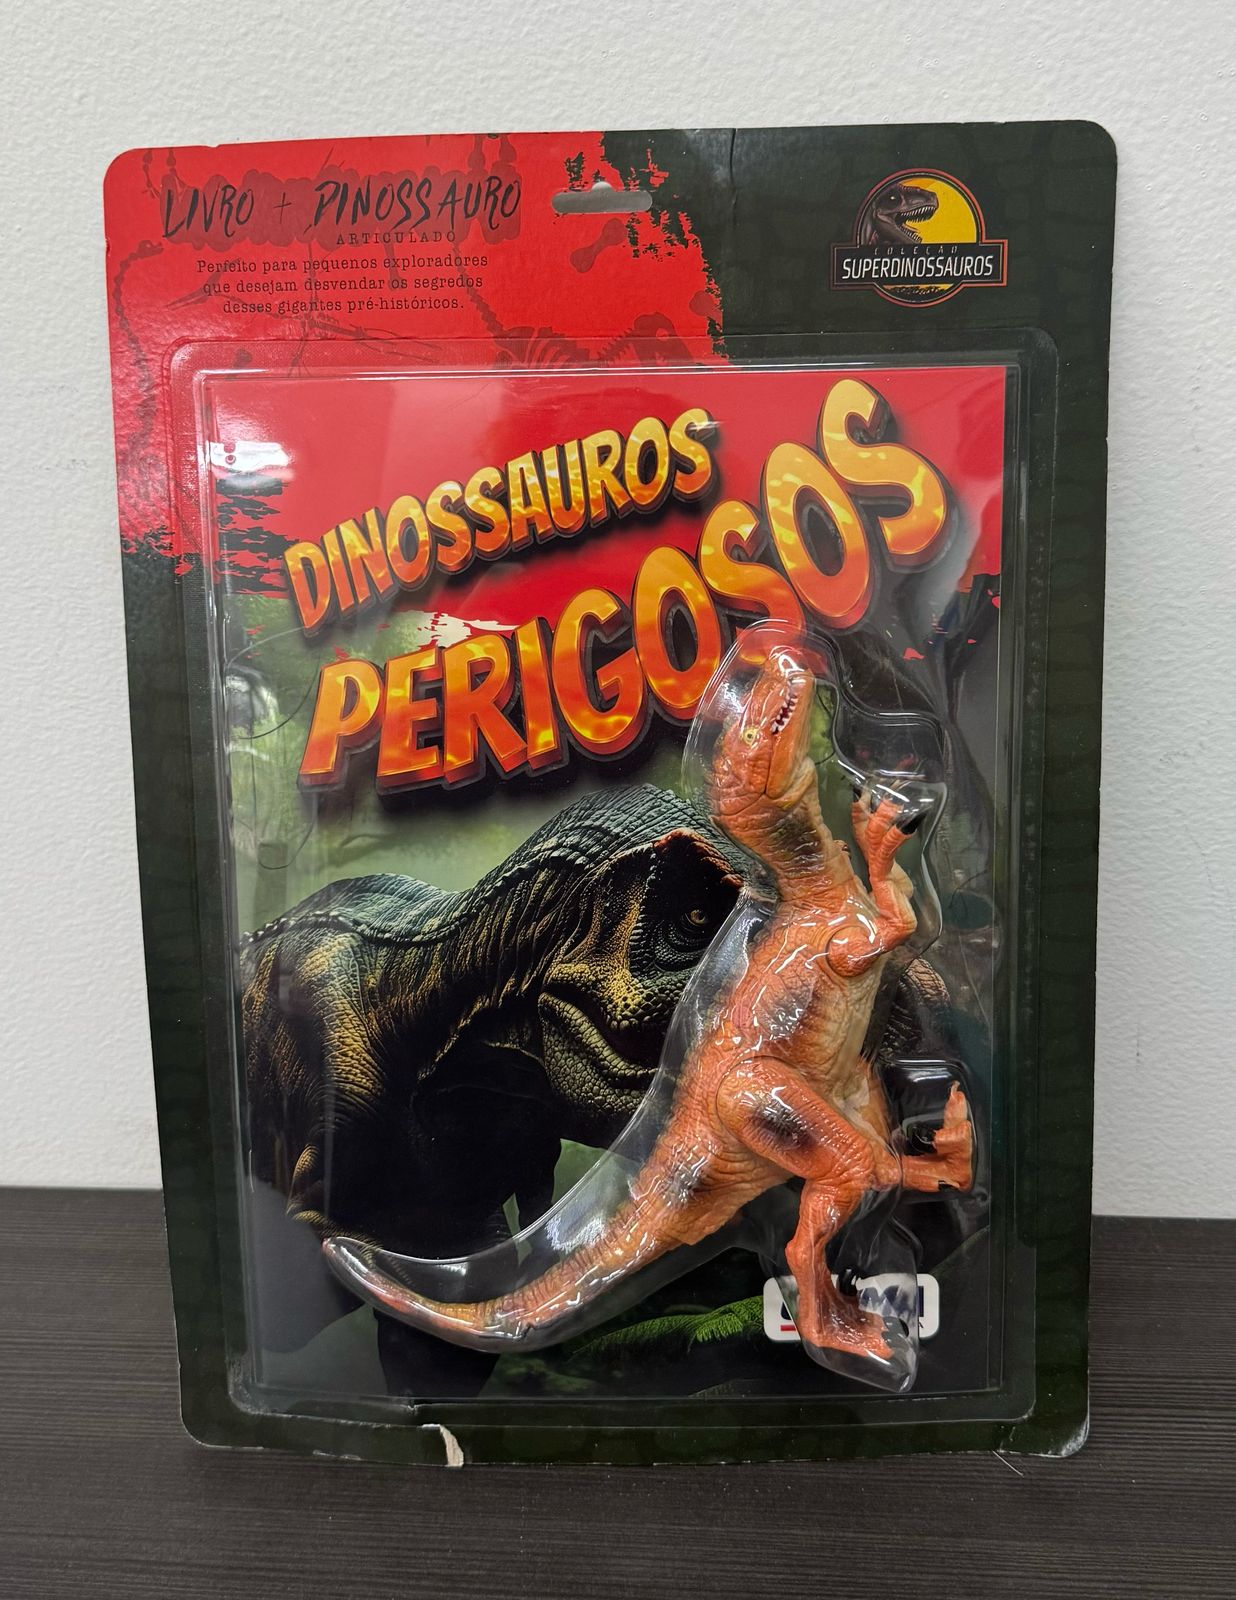 LIVRO + DINOSSAURO
ARTICULADO
Perfeito para pequenos exploradores
que desejam desvendar os segredos
desses gigantes pré-históricos.
COLEÇÃO
SUPERDINOSSAUROS
DINOSSAUROS
PERIGOSOS